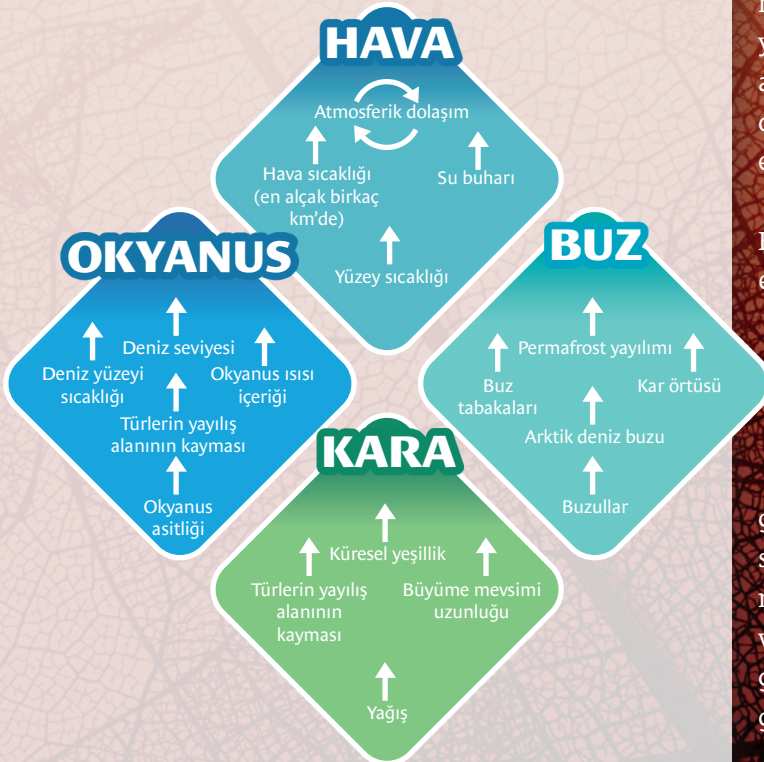 HAVA
Atmosferik dolaşım
Hava sıcaklığı
(en alçak birkaç
km'de)
Su buharı
Yüzey sıcaklığı
OKYANUS
Deniz seviyesi
Deniz yüzeyi
sıcaklığı
Okyanus ısısı
içeriği
Türlerin yayılış
alanının kayması
Okyanus
asitliği
BUZ
Permafrost yayılımı
Buz
tabakaları
Kar örtüsü
Arktik deniz buzu
Buzullar
KARA
Küresel yeşillik
Türlerin yayılış
alanının
kayması
Büyüme mevsimi
uzunluğu
Yağış